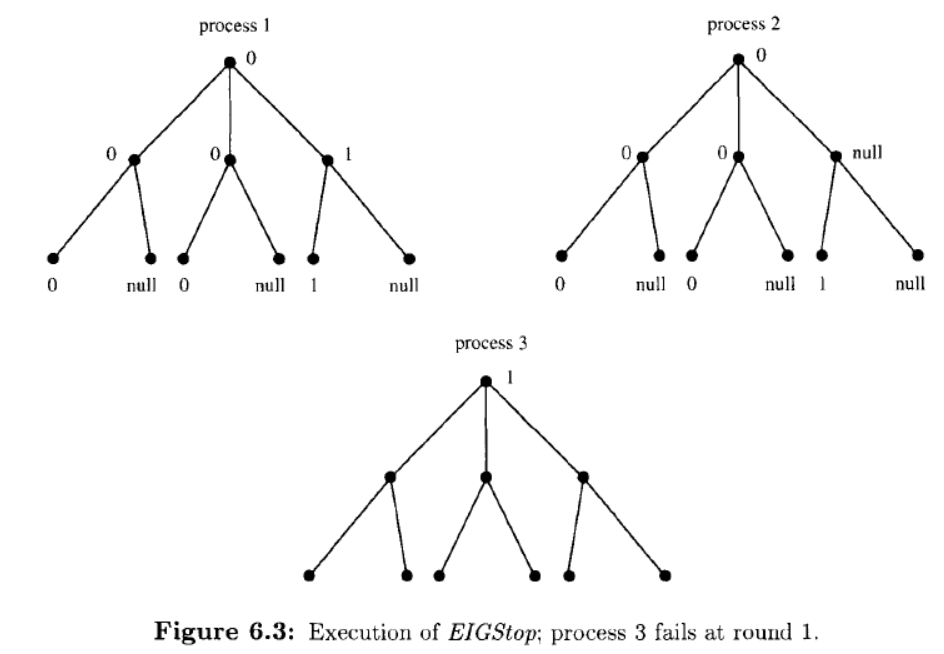 process 1
process 2
0
0
0
0
1
0
0
null
0
null
0
null
1
null
0
null
0
null
1
null
process 3
1
Figure 6.3: Execution of EIGStop; process 3 fails at round 1.